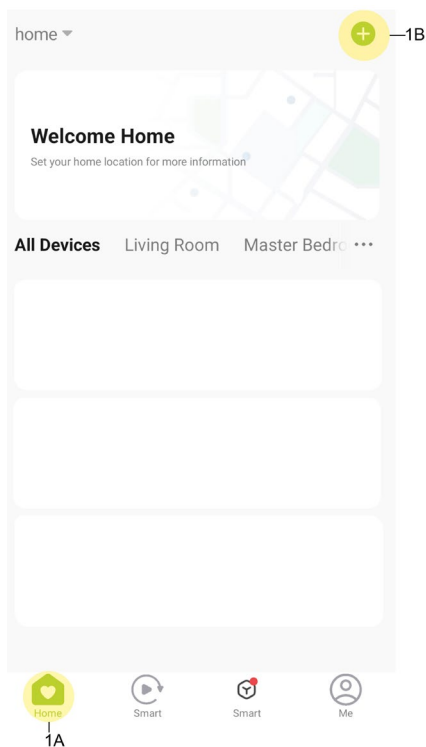 home
1B
Welcome Home
Set your home location for more information
All Devices Living Room Master Bedro ...
Home Smart Smart Me
1A